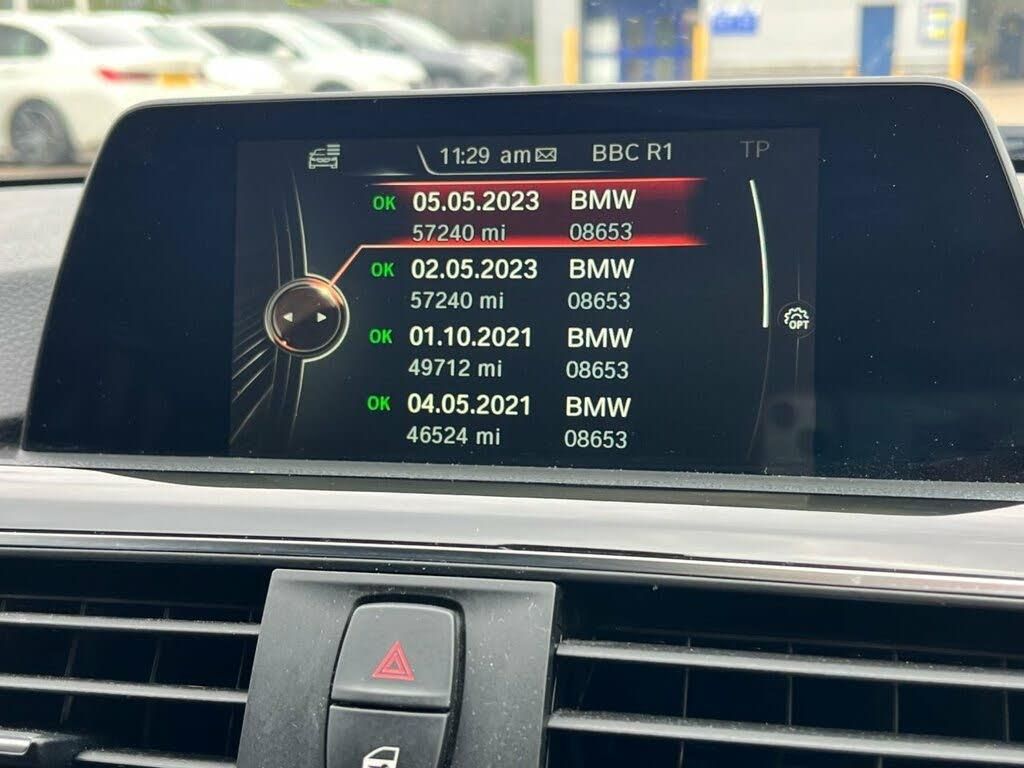 11:29 am BBC R1 TP
OK 05.05.2023 BMW
57240 mi 08653
OK 02.05.2023 BMW
57240 mi 08653
OPT
OK 01.10.2021 BMW
49712 mi 08653
OK 04.05.2021 BMW
46524 mi 08653